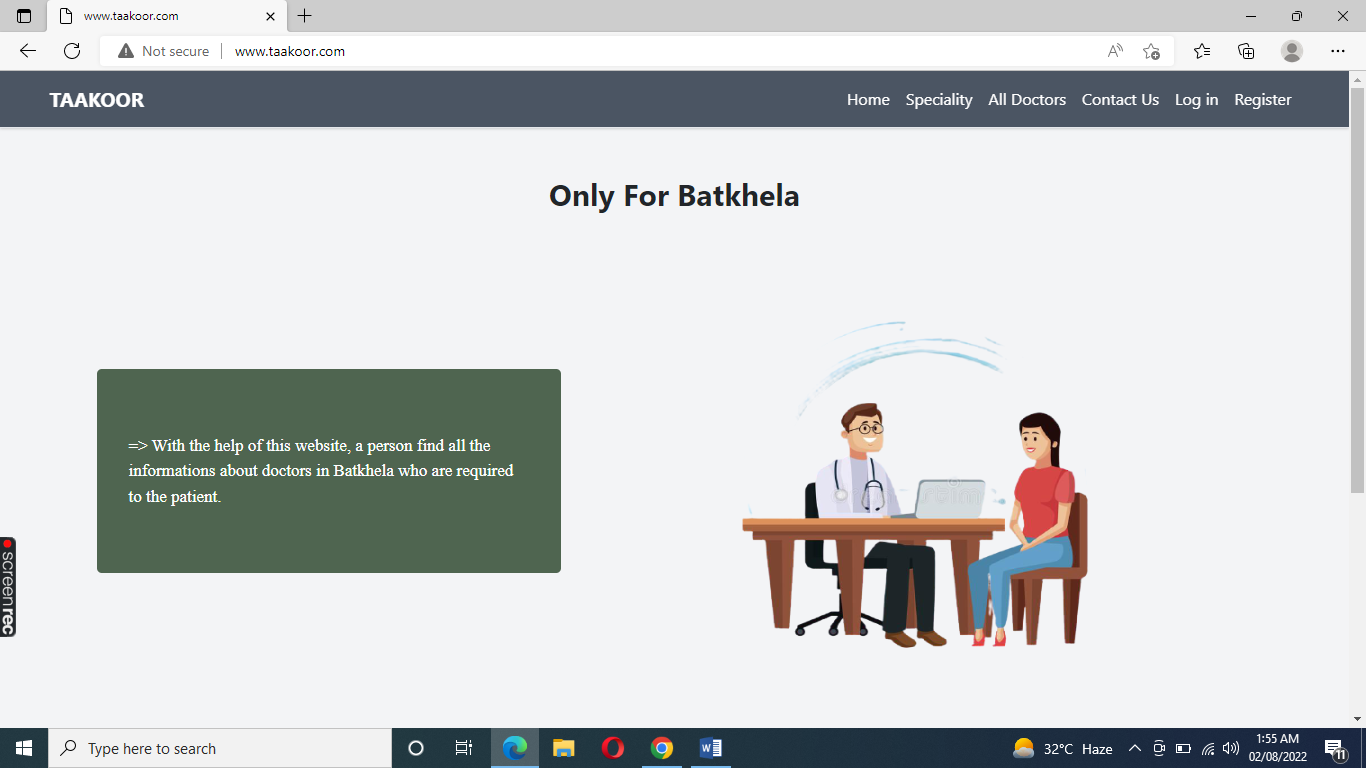 www.taakoor.com
Not secure www.taakoor.com
TAAKOOR Home Speciality All Doctors Contact Us Log in Register
Only For Batkhela
=> With the help of this website, a person find all the
informations about doctors in Batkhela who are required
to the patient.
screenrec
Type here to search 32°C Haze 1:55 AM
02/08/2022 11